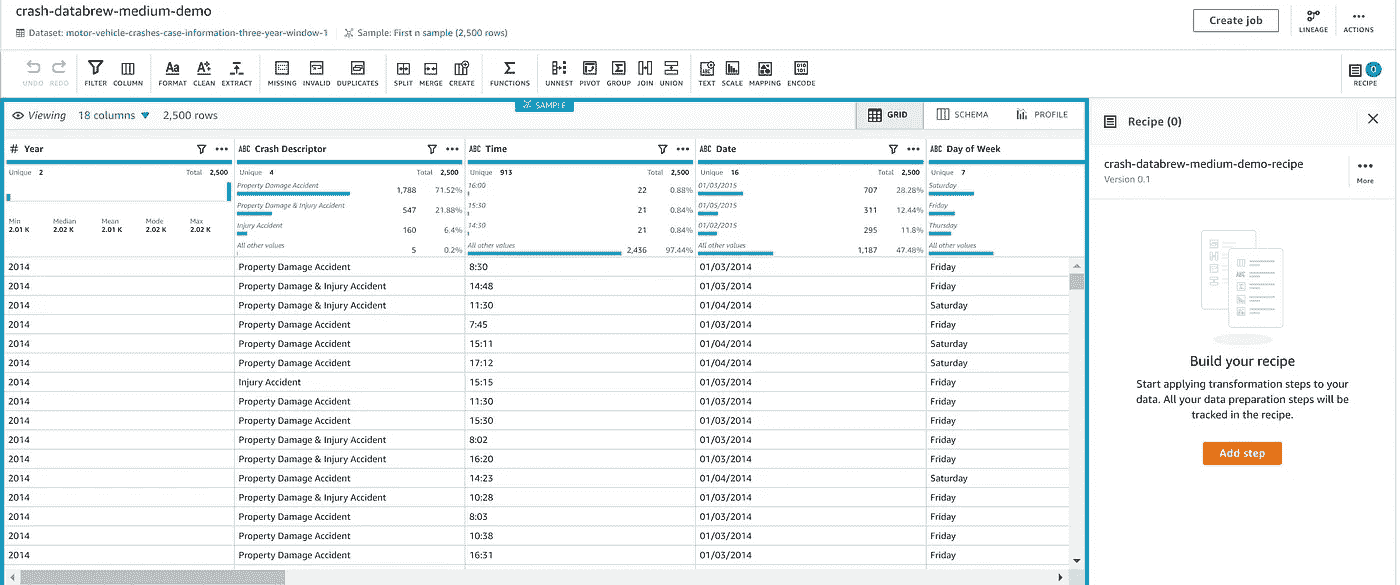 crash-databrew-medium-demo
Dataset: motor-vehicle-crashes-case-information-three-year-window-1 Sample: First n sample (2,500 rows)
Create job LINEAGE ACTIONS
UNDO REDO FILTER COLUMN FORMAT CLEAN EXTRACT MISSING INVALID DUPLICATES SPLIT MERGE CREATE FUNCTIONS UNNEST PIVOT GROUP JOIN UNION TEXT SCALE MAPPING ENCODE 0 RECIPE
SAMPLE
Viewing 18 columns 2,500 rows GRID SCHEMA PROFILE
# Year ABC Crash Descriptor ABC Time ABC Date ABC Day of Week
Unique 2 Total 2,500 Unique 4 Total 2,500 Unique 913 Total 2,500 Unique 16 Total 2,500 Unique 7
Property Damage Accident 1,788 71.52% 16:00 22 0.88% 01/03/2015 707 28.28% Saturday
Property Damage & Injury Accident 547 21.88% 15:30 21 0.84% 01/05/2015 311 12.44% Friday
Min Median Mean Mode Max Injury Accident 160 6.4% 14:30 21 0.84% 01/02/2015 295 11.8% Thursday
2.01 K 2.02 K 2.01 K 2.02 K 2.02 K
All other values 5 0.2% All other values 2,436 97.44% All other values 1,187 47.48% All other values
2014 Property Damage Accident 8:30 01/03/2014 Friday
2014 Property Damage & Injury Accident 14:48 01/03/2014 Friday
2014 Property Damage & Injury Accident 11:30 01/04/2014 Saturday
2014 Property Damage Accident 7:45 01/03/2014 Friday
2014 Property Damage Accident 15:11 01/04/2014 Saturday
2014 Property Damage Accident 17:12 01/04/2014 Saturday
2014 Injury Accident 15:15 01/03/2014 Friday
2014 Property Damage Accident 11:30 01/03/2014 Friday
2014 Property Damage Accident 15:30 01/03/2014 Friday
2014 Property Damage & Injury Accident 8:02 01/03/2014 Friday
2014 Property Damage & Injury Accident 16:20 01/03/2014 Friday
2014 Property Damage Accident 14:23 01/04/2014 Saturday
2014 Property Damage & Injury Accident 10:28 01/03/2014 Friday
2014 Property Damage Accident 8:03 01/03/2014 Friday
2014 Property Damage Accident 10:38 01/03/2014 Friday
2014 Property Damage Accident 16:31 01/03/2014 Friday
Recipe (0)
crash-databrew-medium-demo-recipe
Version 0.1
More
Build your recipe
Start applying transformation steps to your
data. All your data preparation steps will be
tracked in the recipe.
Add step